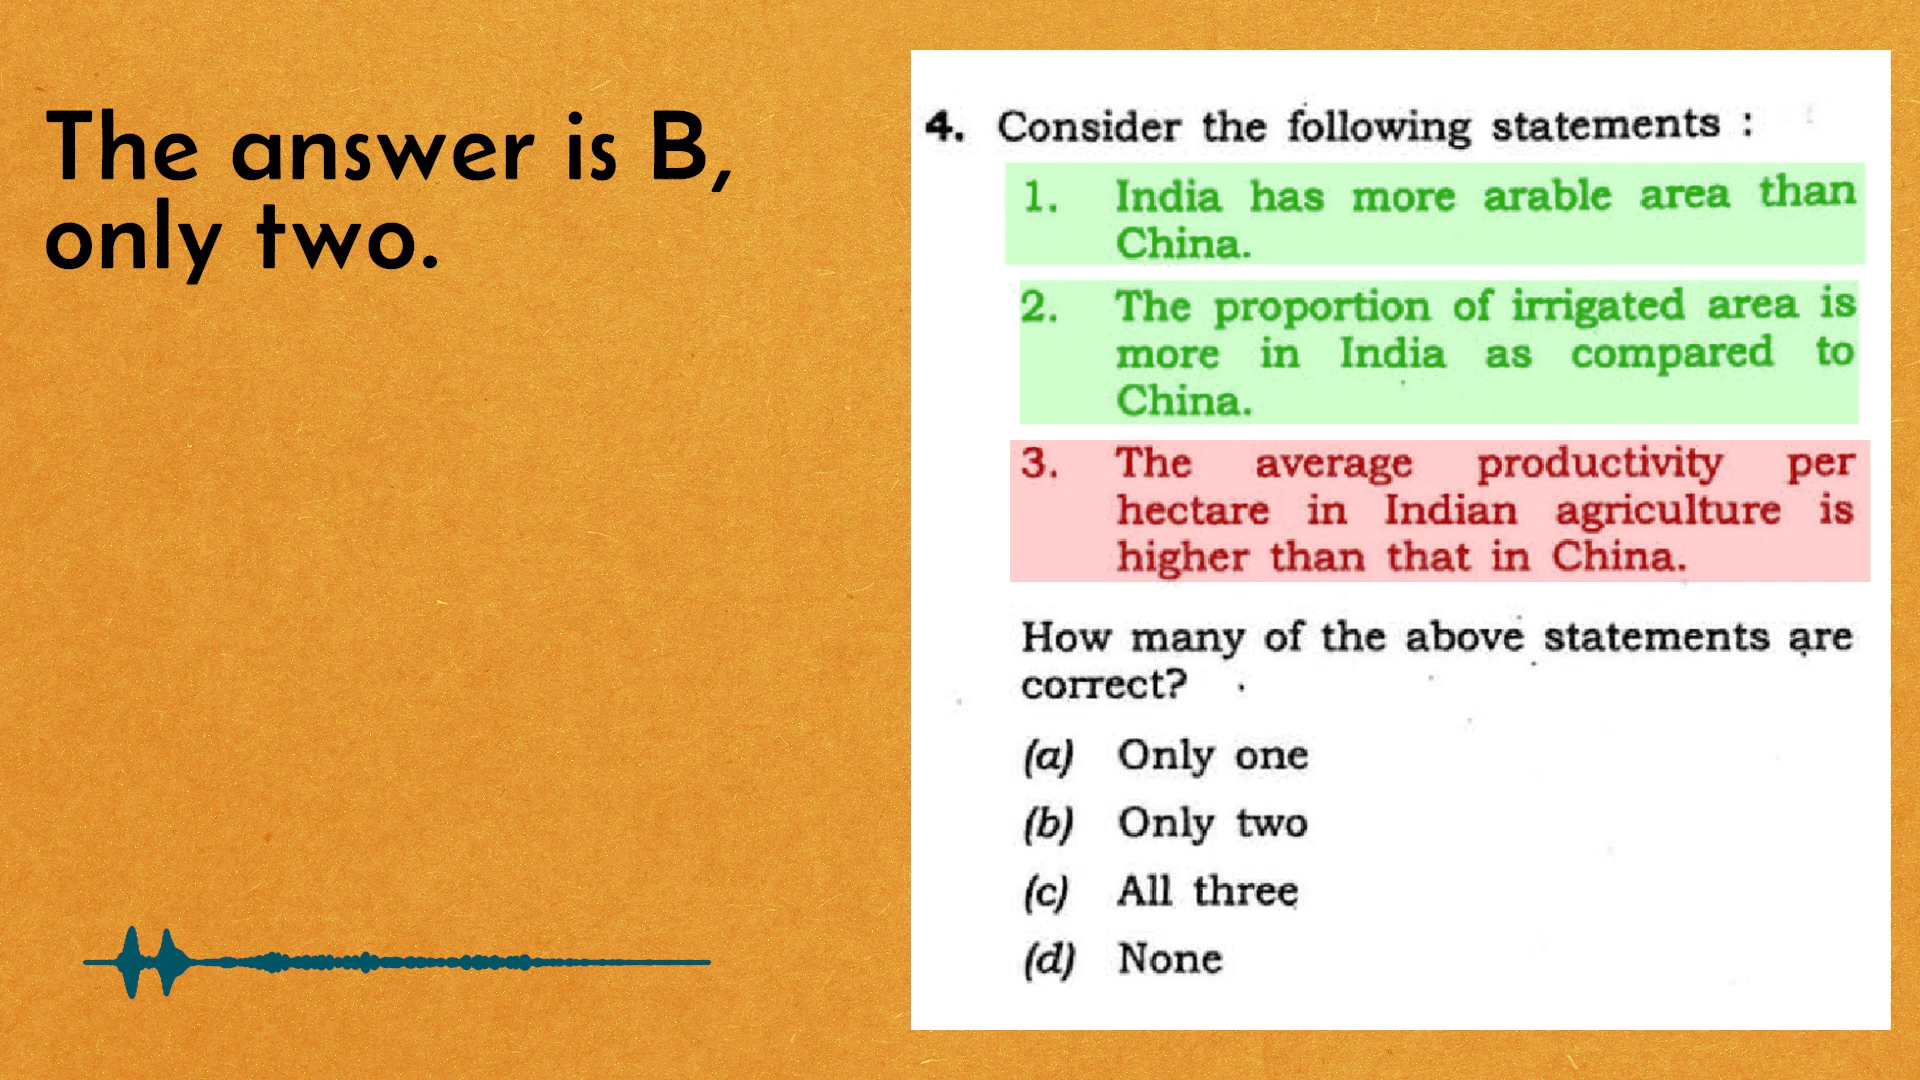 The answer is B,
only two.
4. Consider the following statements :
1. India has more arable area than
China.
2. The proportion of irrigated area is
more in India as compared to
China.
3. The average productivity per
hectare in Indian agriculture is
higher than that in China.
How many of the above statements are
correct?
(a) Only one
(b) Only two
(c) All three
(d) None